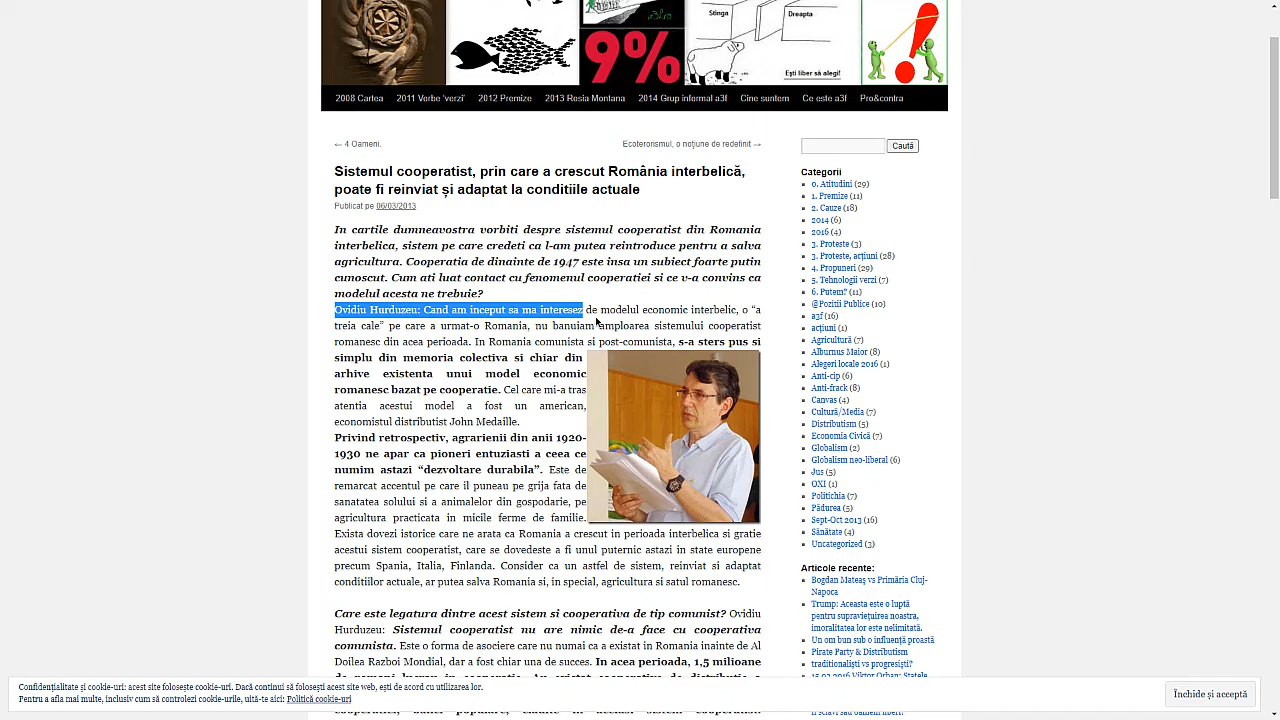 a3f.ro
Stinga
Dreapta
9%
Ești liber să alegi!
2008 Cartea
2011 Vorbe ‘verzi’
2012 Premize
2013 Rosia Montana
2014 Grup informal a3f
Cine suntem
Ce este a3f
Pro&contra
← 4 Oameni.
Ecoterorismul, o noțiune de redefinit →
Sistemul cooperatist, prin care a crescut România interbelică,
poate fi reinviat și adaptat la conditiile actuale
Publicat pe 06/03/2013
In cartile dumneavostra vorbiti despre sistemul cooperatist din Romania
interbelica, sistem pe care credeti ca l-am putea reintroduce pentru a salva
agricultura. Cooperatia de dinainte de 1947 este insa un subiect foarte putin
cunoscut. Cum ati luat contact cu fenomenul cooperatiei si ce v-a convins ca
modelul acesta ne trebuie?
Ovidiu Hurduzeu: Cand am inceput sa ma interesez de modelul economic interbelic, o “a
treia cale” pe care a urmat-o Romania, nu banuiam amploarea sistemului cooperatist
romanesc din acea perioada. In Romania comunista si post-comunista, s-a sters pus si
simplu din memoria colectiva si chiar din
arhive existenta unui model economic
romanesc bazat pe cooperatie. Cel care mi-a tras
atentia acestui model a fost un american,
economistul distributist John Medaille.
Privind retrospectiv, agrarienii din anii 1920-
1930 ne apar ca pioneri entuziasti a ceea ce
numim astazi “dezvoltare durabila”. Este de
remarcat accentul pe care il puneau pe grija fata de
sanatatea solului si a animalelor din gospodarie, pe
agricultura practicata in micile ferme de familie.
Exista dovezi istorice care ne arata ca Romania a crescut in perioada interbelica si gratie
acestui sistem cooperatist, care se dovedeste a fi unul puternic astazi in state europene
precum Spania, Italia, Finlanda. Consider ca un astfel de sistem, reinviat si adaptat
conditiilor actuale, ar putea salva Romania si, in special, agricultura si satul romanesc.
Care este legatura dintre acest sistem si cooperativa de tip comunist? Ovidiu
Hurduzeu: Sistemul cooperatist nu are nimic de-a face cu cooperativa
comunista. Este o forma de asociere care nu numai ca a existat in Romania inainte de Al
Doilea Razboi Mondial, dar a fost chiar una de succes. In acea perioada, 1,5 milioane
Caută
Categorii
0. Atitudini (29)
1. Premize (11)
2. Cauze (18)
2014 (6)
2016 (4)
3. Proteste (3)
3. Proteste, acțiuni (28)
4. Propuneri (29)
5. Tehnologii verzi (7)
6. Putem? (11)
@Pozitii Publice (10)
a3f (16)
acțiuni (1)
Agricultură (7)
Alburnus Maior (8)
Alegeri locale 2016 (1)
Anti-cip (6)
Anti-frack (8)
Canvas (4)
Cultură/Media (7)
Distributism (5)
Economia Civică (7)
Globalism (2)
Globalism neo-liberal (6)
Jus (5)
OXI (1)
Politichia (7)
Pădurea (5)
Sept-Oct 2013 (16)
Sănătate (4)
Uncategorized (3)
Articole recente:
Bogdan Mateaș vs Primăria Cluj-
Napoca
Trump: Aceasta este o luptă
pentru supraviețuirea noastra,
imoralitatea lor este nelimitată.
Un om bun sub o influență proastă
Pirate Party & Distributism
traditionaliști vs progresiști?
15.03.2016 Viktor Orban: Statele
Confidențialitate și cookie-uri: acest site folosește cookie-uri. Dacă continui să folosești acest site web, ești de acord cu utilizarea lor.
Pentru a afla mai multe, inclusiv cum să controlezi cookie-urile, uită-te aici: Politică cookie-uri
Închide și acceptă